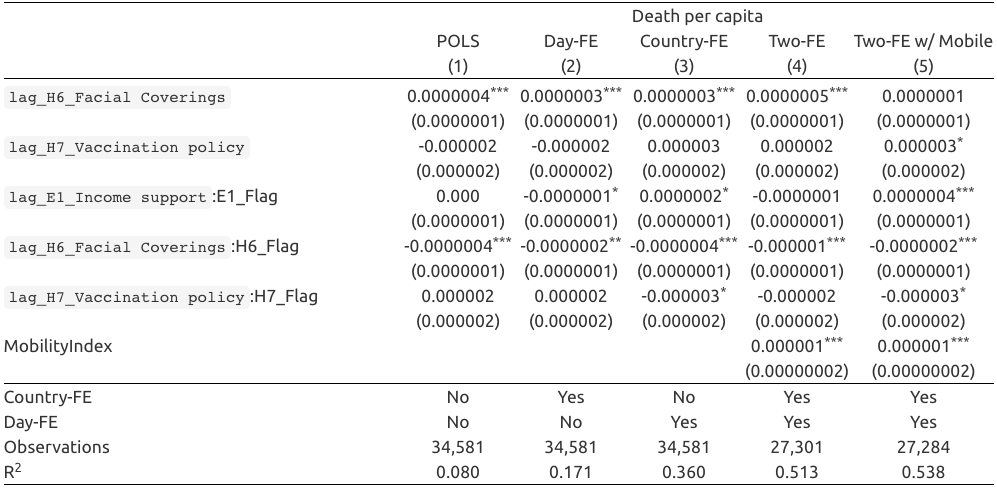 Death per capita
POLS Day-FE Country-FE Two-FE Two-FE w/ Mobile
(1) (2) (3) (4) (5)
lag_H6_Facial Coverings 0.0000004*** 0.0000003*** 0.0000003*** 0.0000005*** 0.0000001
(0.0000001) (0.0000001) (0.0000001) (0.0000001) (0.0000001)
lag_H7_Vaccination policy -0.000002 -0.000002 0.000003 0.000002 0.000003*
(0.000002) (0.000002) (0.000002) (0.000002) (0.000002)
lag_E1_Income support:E1_Flag 0.000 -0.0000001* 0.0000002* -0.0000001 0.0000004***
(0.0000001) (0.0000001) (0.0000001) (0.0000001) (0.0000001)
lag_H6_Facial Coverings:H6_Flag -0.0000004*** -0.0000002** -0.0000004*** -0.000001*** -0.0000002***
(0.0000001) (0.0000001) (0.0000001) (0.0000001) (0.0000001)
lag_H7_Vaccination policy:H7_Flag 0.000002 0.000002 -0.000003* -0.000002 -0.000003*
(0.000002) (0.000002) (0.000002) (0.000002) (0.000002)
MobilityIndex 0.000001*** 0.000001***
(0.00000002) (0.00000002)
Country-FE No Yes No Yes Yes
Day-FE No No Yes Yes Yes
Observations 34,581 34,581 34,581 27,301 27,284
R2 0.080 0.171 0.360 0.513 0.538